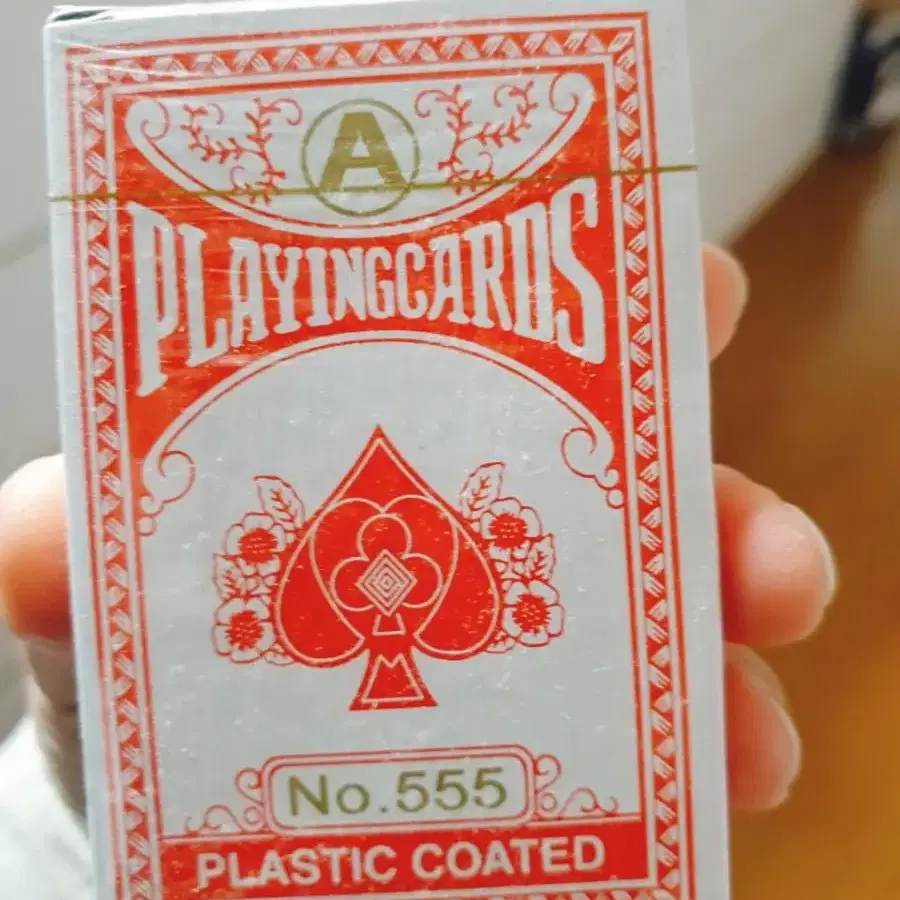 A
PLAYINGCARDS
No.555
PLASTIC COATED